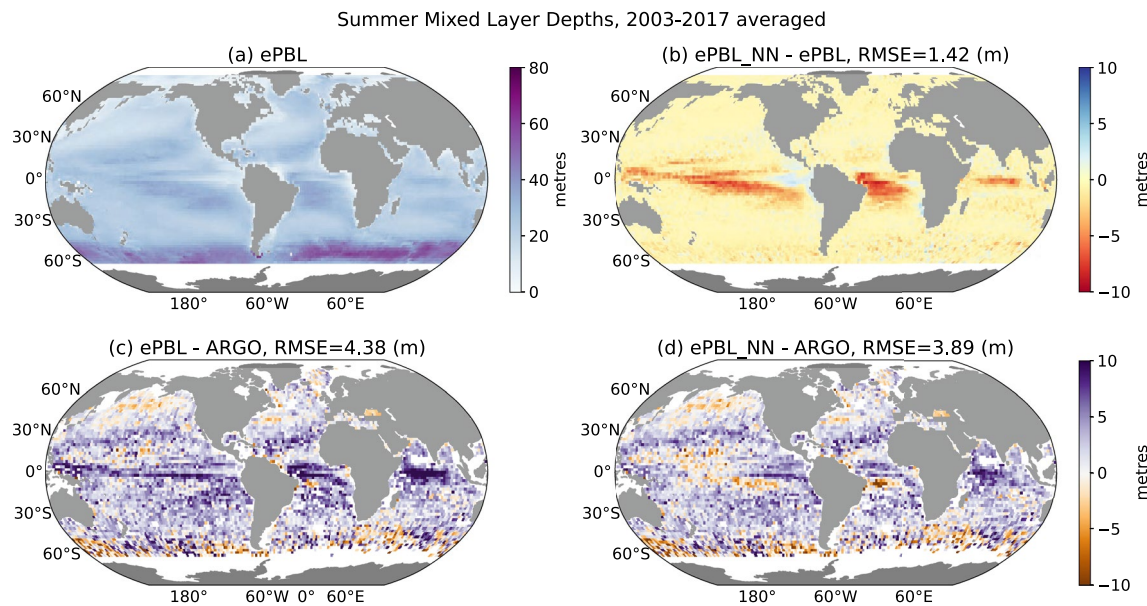 Summer Mixed Layer Depths, 2003-2017 averaged
(a) ePBL
(b) ePBL_NN - ePBL, RMSE=1.42 (m)
60°N
30°N
0°
30°S
60°S
180°
60°W
60°E
80
60
40
20
0
metres
60°N
30°N
0°
30°S
60°S
180°
60°W
60°E
10
5
0
−5
−10
metres
(c) ePBL - ARGO, RMSE=4.38 (m)
(d) ePBL_NN - ARGO, RMSE=3.89 (m)
60°N
30°N
0°
30°S
60°S
180°
60°W
0°
60°E
60°N
30°N
0°
30°S
60°S
180°
60°W
60°E
10
5
0
−5
−10
metres